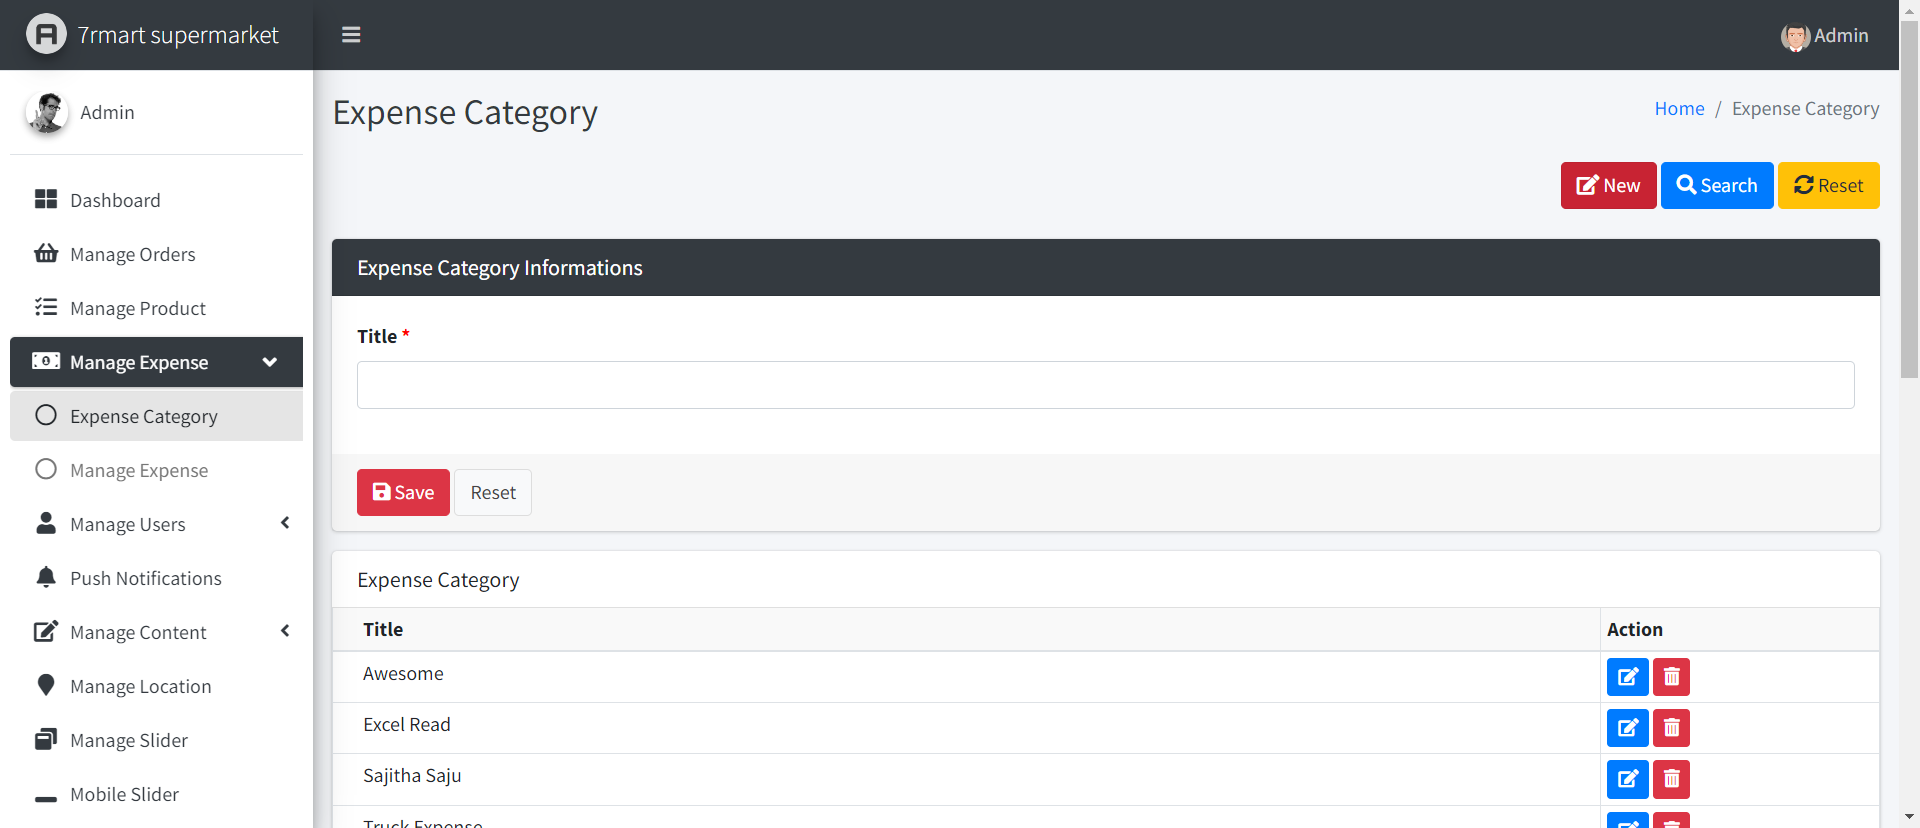 7rmart supermarket
Admin
Admin
Expense Category
Home / Expense Category
New
Search
Reset
Dashboard
Manage Orders
Manage Product
Manage Expense
Expense Category
Manage Expense
Manage Users
Push Notifications
Manage Content
Manage Location
Manage Slider
Mobile Slider
Expense Category Informations
Title *
Save
Reset
Expense Category
Title Action
Awesome
Excel Read
Sajitha Saju
Truck Expense